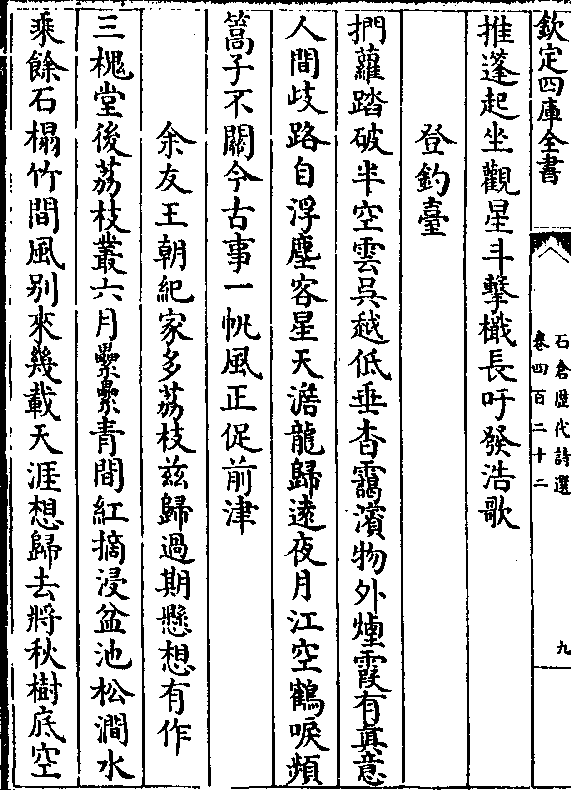 欽定四庫全書
石倉歷代詩選
卷四百二十二
九
推蓬起坐觀星斗擊檝長吁發浩歌
登釣臺
捫蘿踏破半空雲吳越低垂杳靄濆物外煙霞有眞意
人間歧路自浮塵客星天濶龍歸遠夜月江空鶴唳頻
篙子不關今古事一帆風正促前津
余友王朝紀家多荔枝茲歸過期懸想有作
三槐堂後荔枝叢六月纍纍青間紅摘浸盆池松澗水
乘餘石榻竹間風别來幾載天涯想歸去將秋樹底空